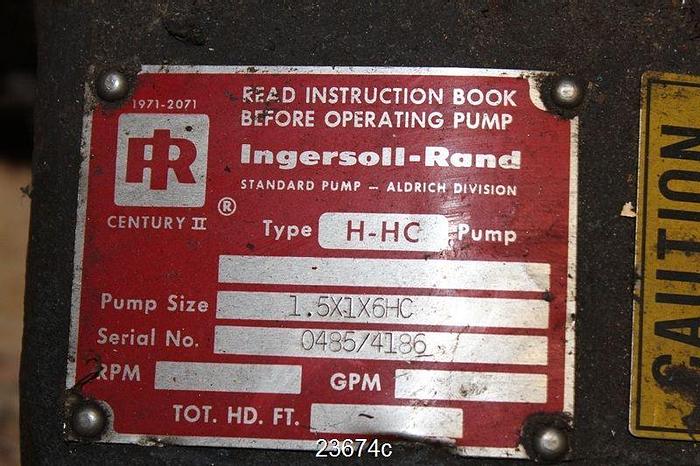 1971-2071
IR
CENTURY II
®
READ INSTRUCTION BOOK
BEFORE OPERATING PUMP
Ingersoll-Rand
STANDARD PUMP — ALDRICH DIVISION
Type H-HC Pump
Pump Size 1.5X1X6HC
Serial No. 0485/4186
RPM GPM
TOT. HD. FT.
CAUTION
23674c